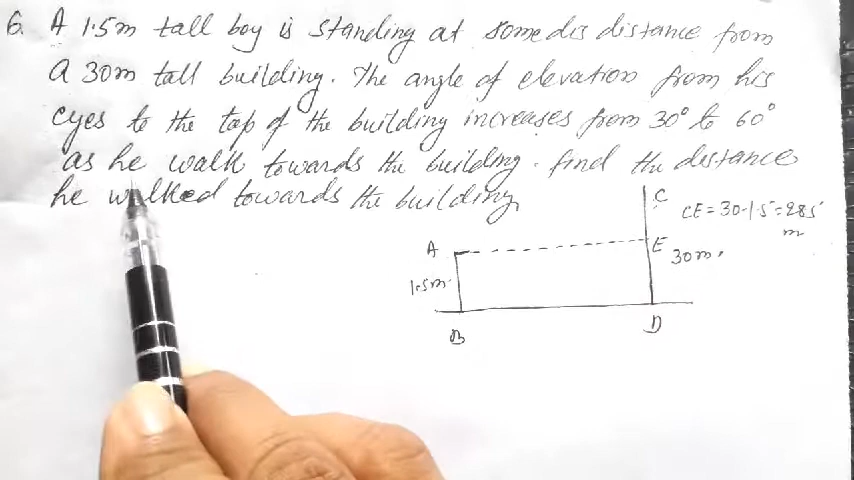 6. A 1.5m tall boy is standing at some dis distance from
a 30m tall building. The angle of elevation from his
eyes to the top of the building increases from 30° to 60°
as he walk towards the building. find the distance
he walked towards the building,
C
CE = 30-1.5 = 28.5
m
A
E
30m.
1.5m
B
D